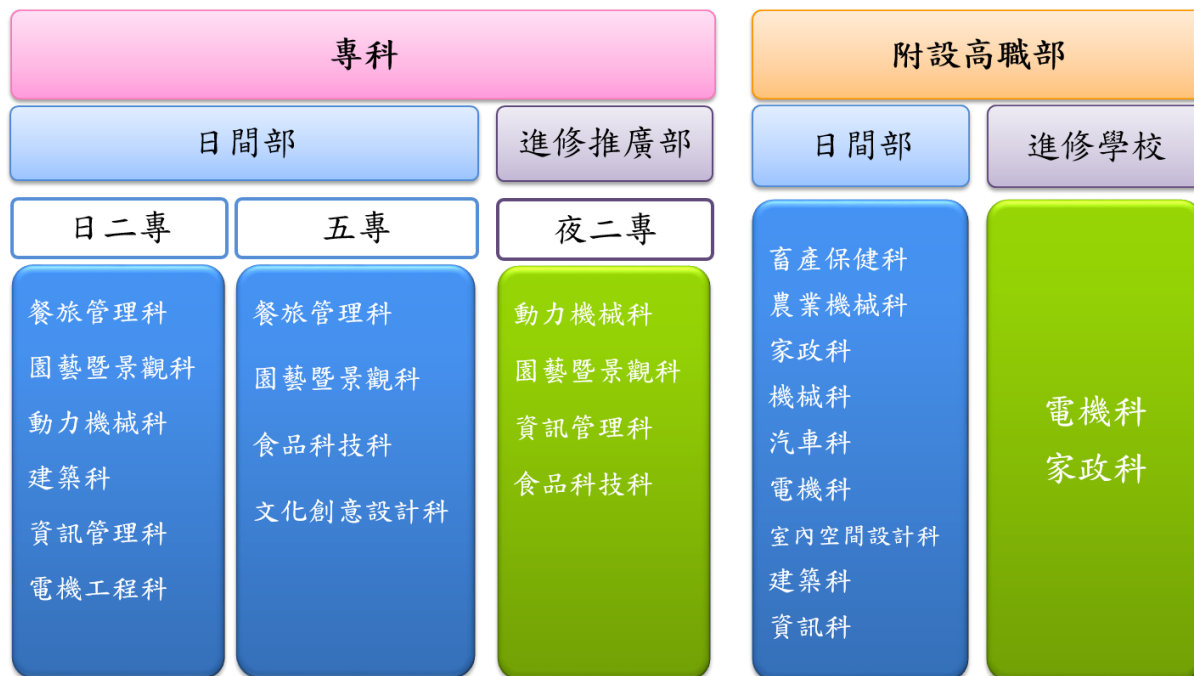 專科
日間部
進修推廣部
日二專
五專
夜二專
餐旅管理科
園藝暨景觀科
動力機械科
建築科
資訊管理科
電機工程科
餐旅管理科
園藝暨景觀科
食品科技科
文化創意設計科
動力機械科
園藝暨景觀科
資訊管理科
食品科技科
附設高職部
日間部
進修學校
畜產保健科
農業機械科
家政科
機械科
汽車科
電機科
室內空間設計科
建築科
資訊科
電機科
家政科